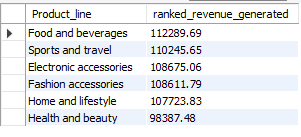 Product_line ranked_revenue_generated
Food and beverages 112289.69
Sports and travel 110245.65
Electronic accessories 108675.06
Fashion accessories 108611.79
Home and lifestyle 107723.83
Health and beauty 98387.48